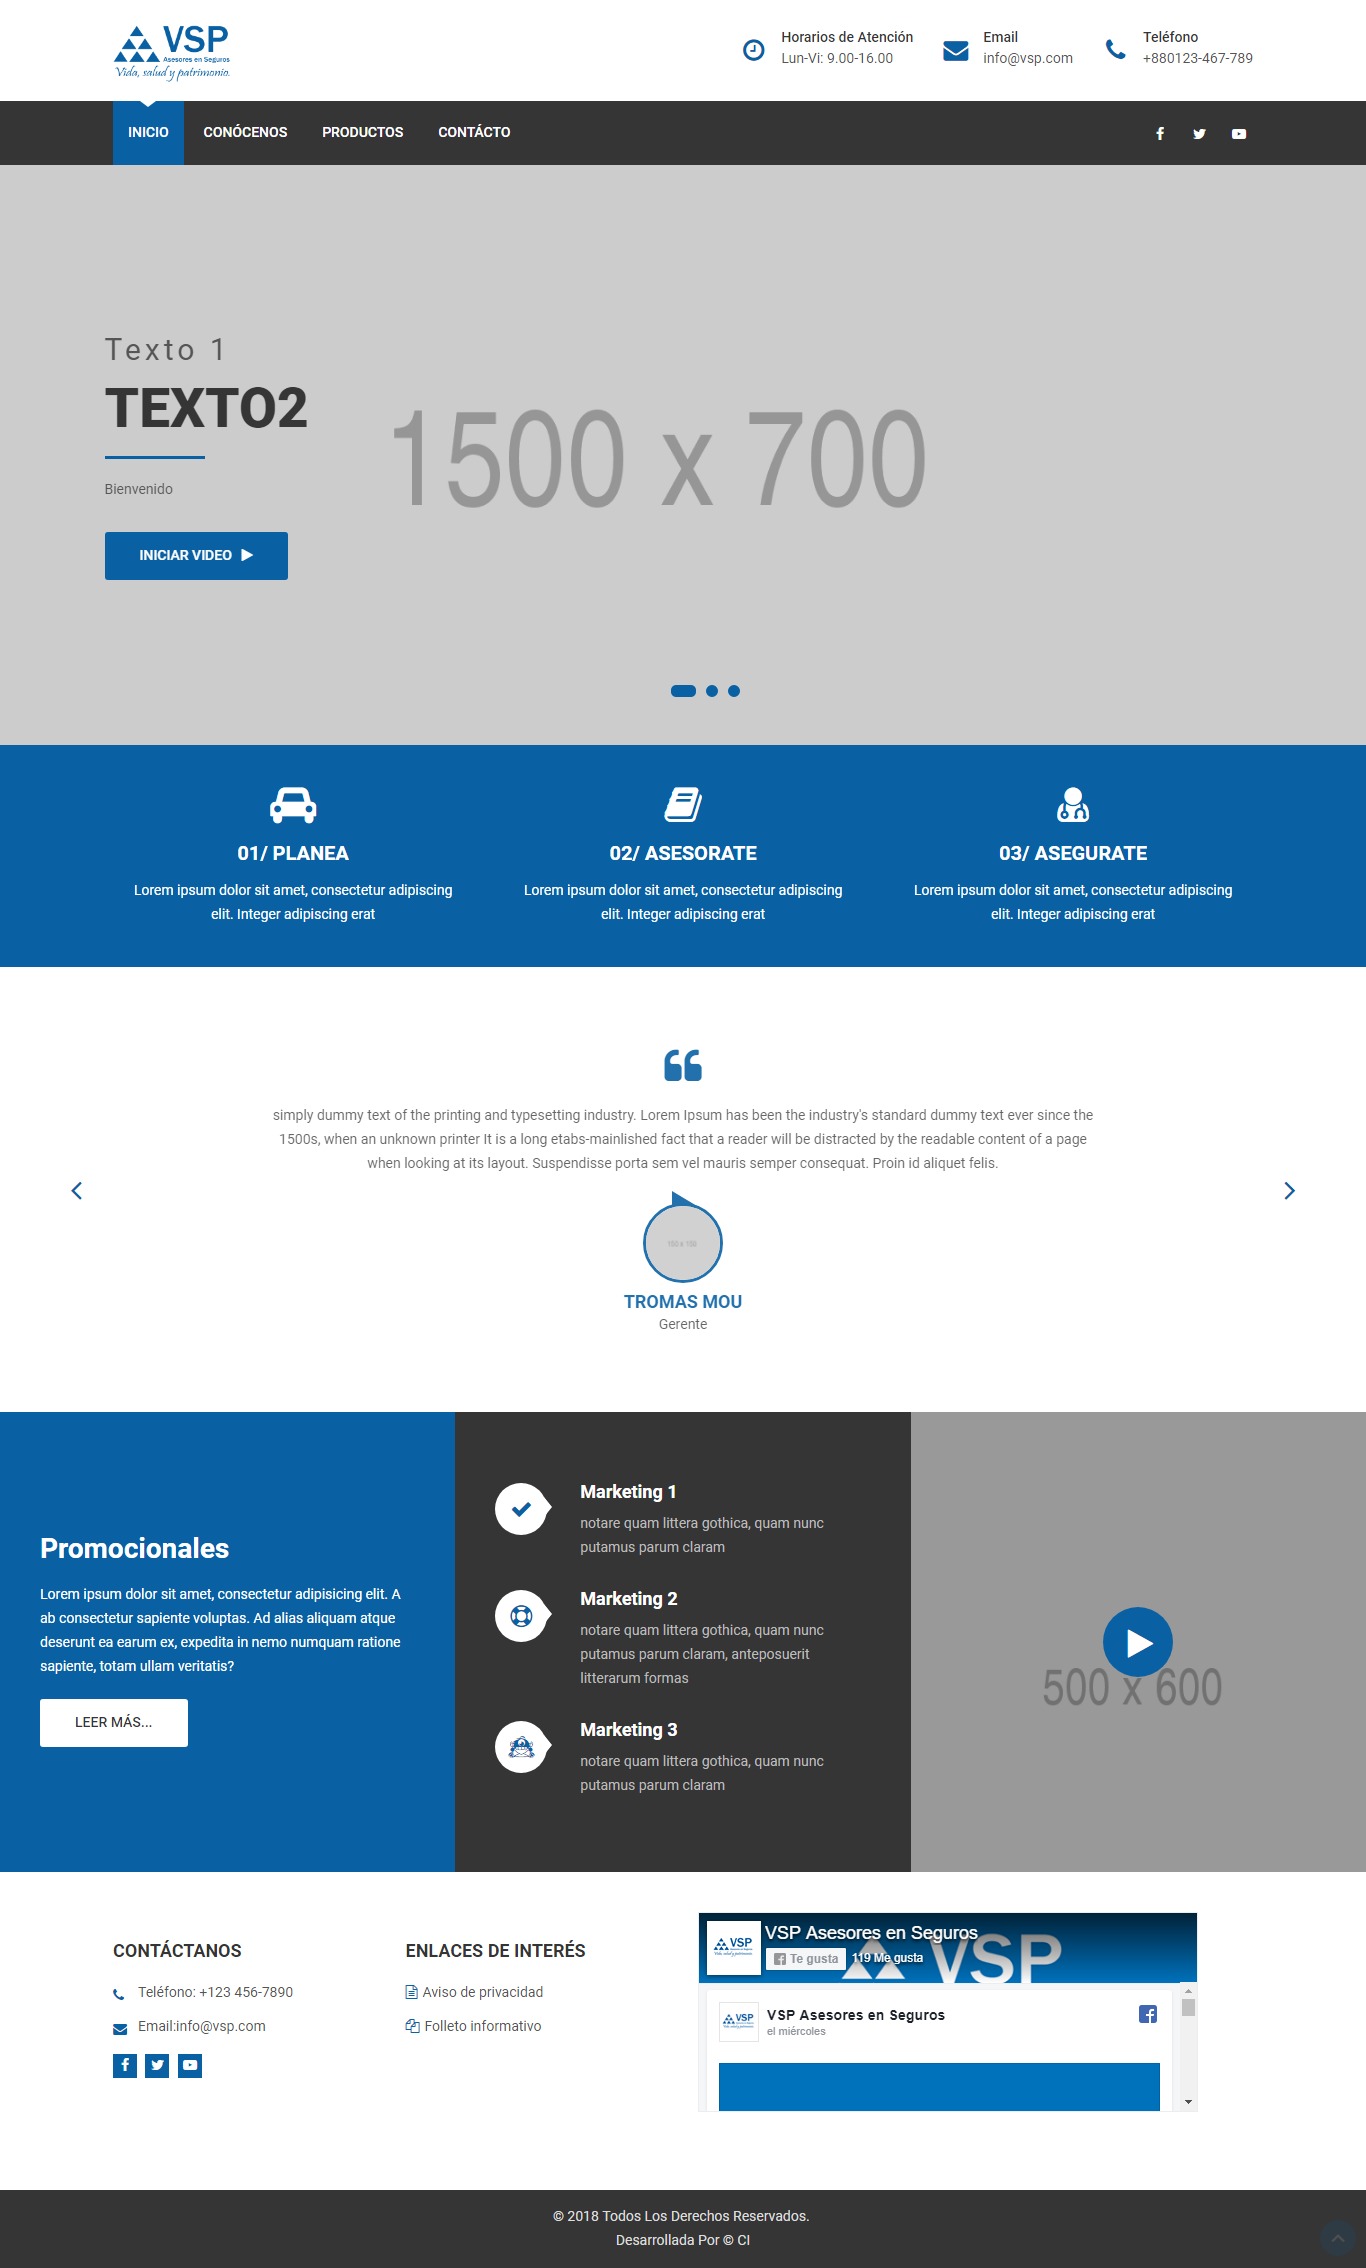 VSP
Asesores en Seguros
Vida, salud y patrimonio.
Horarios de Atención
Lun-Vi: 9.00-16.00
Email
info@vsp.com
Teléfono
+880123-467-789
INICIO
CONÓCENOS
PRODUCTOS
CONTÁCTO
Texto 1
TEXTO2
1500 x 700
Bienvenido
INICIAR VIDEO
01/ PLANEA
Lorem ipsum dolor sit amet, consectetur adipiscing
elit. Integer adipiscing erat
02/ ASESORATE
Lorem ipsum dolor sit amet, consectetur adipiscing
elit. Integer adipiscing erat
03/ ASEGURATE
Lorem ipsum dolor sit amet, consectetur adipiscing
elit. Integer adipiscing erat
simply dummy text of the printing and typesetting industry. Lorem Ipsum has been the industry's standard dummy text ever since the
1500s, when an unknown printer It is a long etabs-mainlished fact that a reader will be distracted by the readable content of a page
when looking at its layout. Suspendisse porta sem vel mauris semper consequat. Proin id aliquet felis.
150 x 150
TROMAS MOU
Gerente
Promocionales
Lorem ipsum dolor sit amet, consectetur adipisicing elit. A
ab consectetur sapiente voluptas. Ad alias aliquam atque
deserunt ea earum ex, expedita in nemo numquam ratione
sapiente, totam ullam veritatis?
LEER MÁS...
Marketing 1
notare quam littera gothica, quam nunc
putamus parum claram
Marketing 2
notare quam littera gothica, quam nunc
putamus parum claram, anteposuerit
litterarum formas
Marketing 3
notare quam littera gothica, quam nunc
putamus parum claram
500 x 600
CONTÁCTANOS
Teléfono: +123 456-7890
Email:info@vsp.com
ENLACES DE INTERÉS
Aviso de privacidad
Folleto informativo
VSP
VSP Asesores en Seguros
Te gusta
119 Me gusta
VSP
VSP
VSP Asesores en Seguros
el miércoles
© 2018 Todos Los Derechos Reservados.
Desarrollada Por © CI